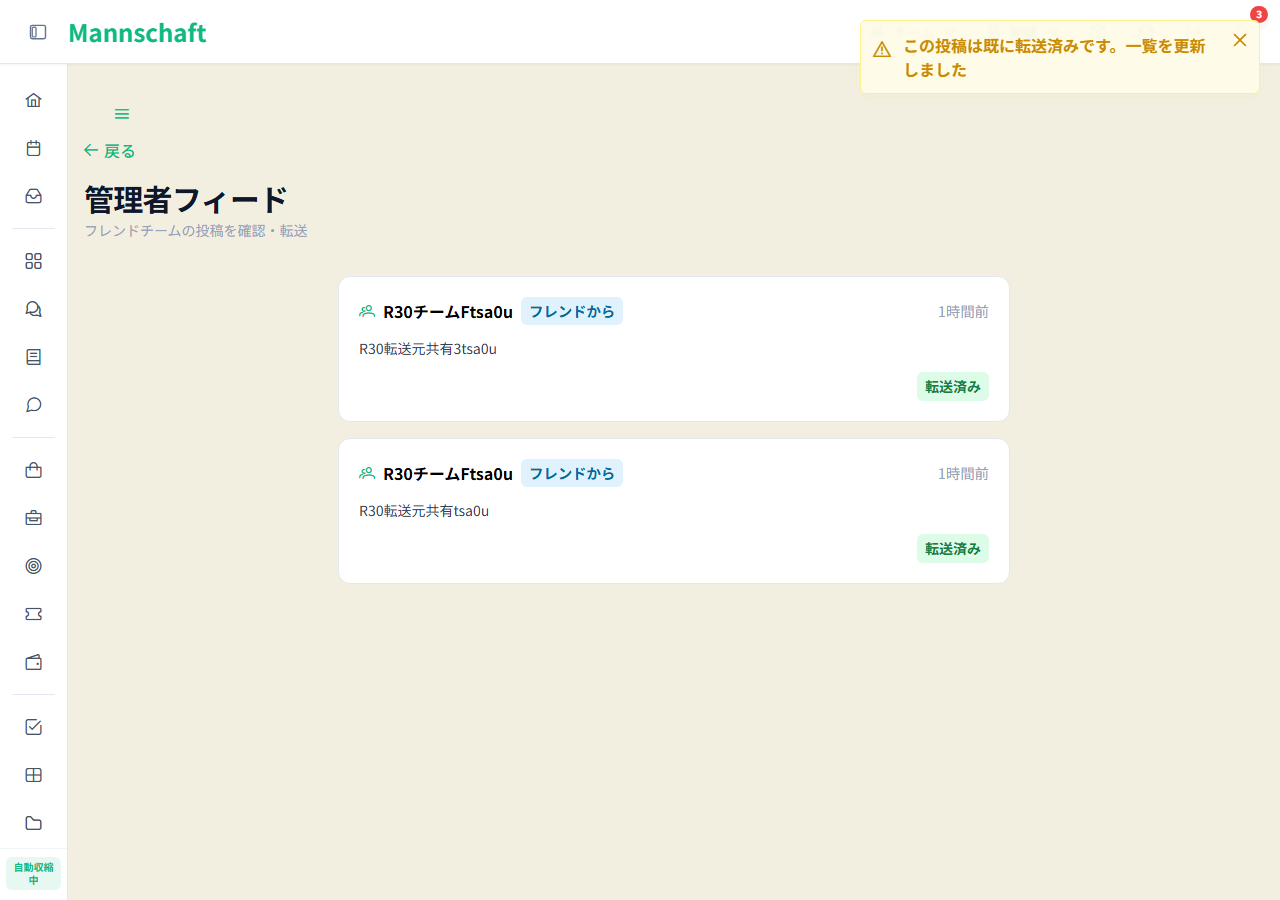 Mannschaft
3
この投稿は既に転送済みです。一覧を更新
しました
戻る
管理者フィード
フレンドチームの投稿を確認・転送
R30チームFtsa0u フレンドから 1時間前
R30転送元共有3tsa0u
転送済み
R30チームFtsa0u フレンドから 1時間前
R30転送元共有tsa0u
転送済み
自動収縮
中